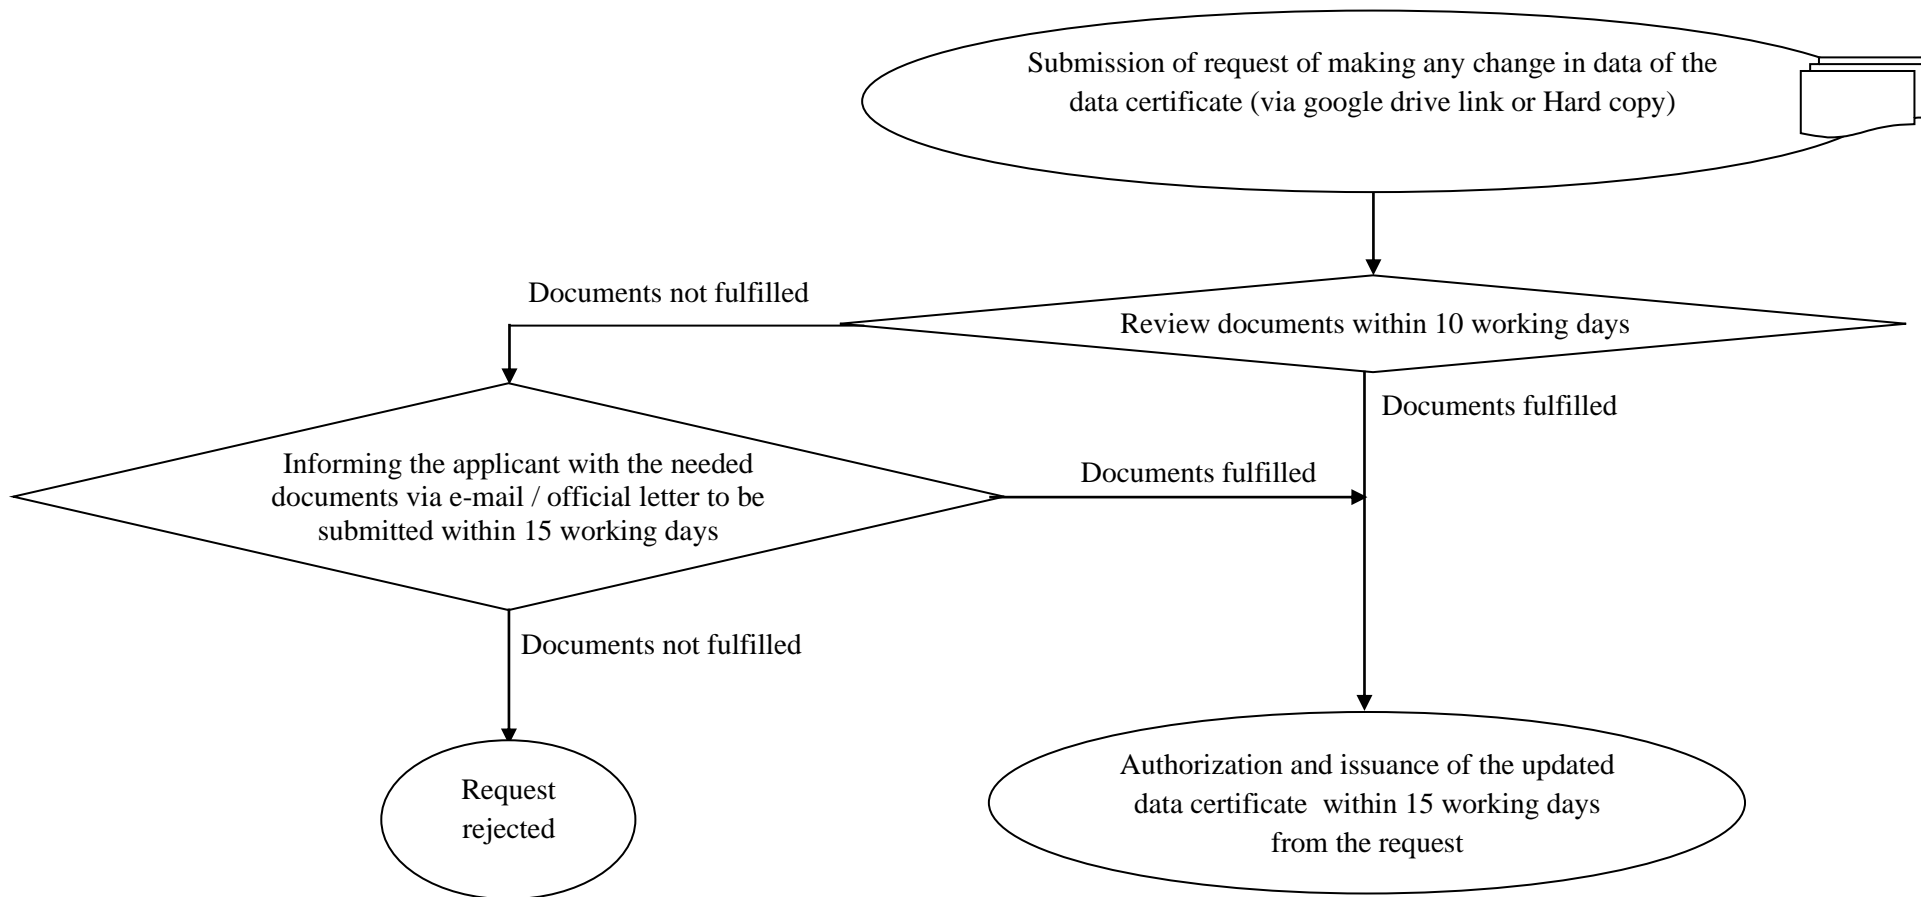 Submission of request of making any change in data of the
data certificate (via google drive link or Hard copy)
Documents not fulfilled
Review documents within 10 working days
Documents fulfilled
Informing the applicant with the needed
documents via e-mail / official letter to be
submitted within 15 working days
Documents fulfilled
Documents not fulfilled
Request
rejected
Authorization and issuance of the updated
data certificate  within 15 working days
from the request